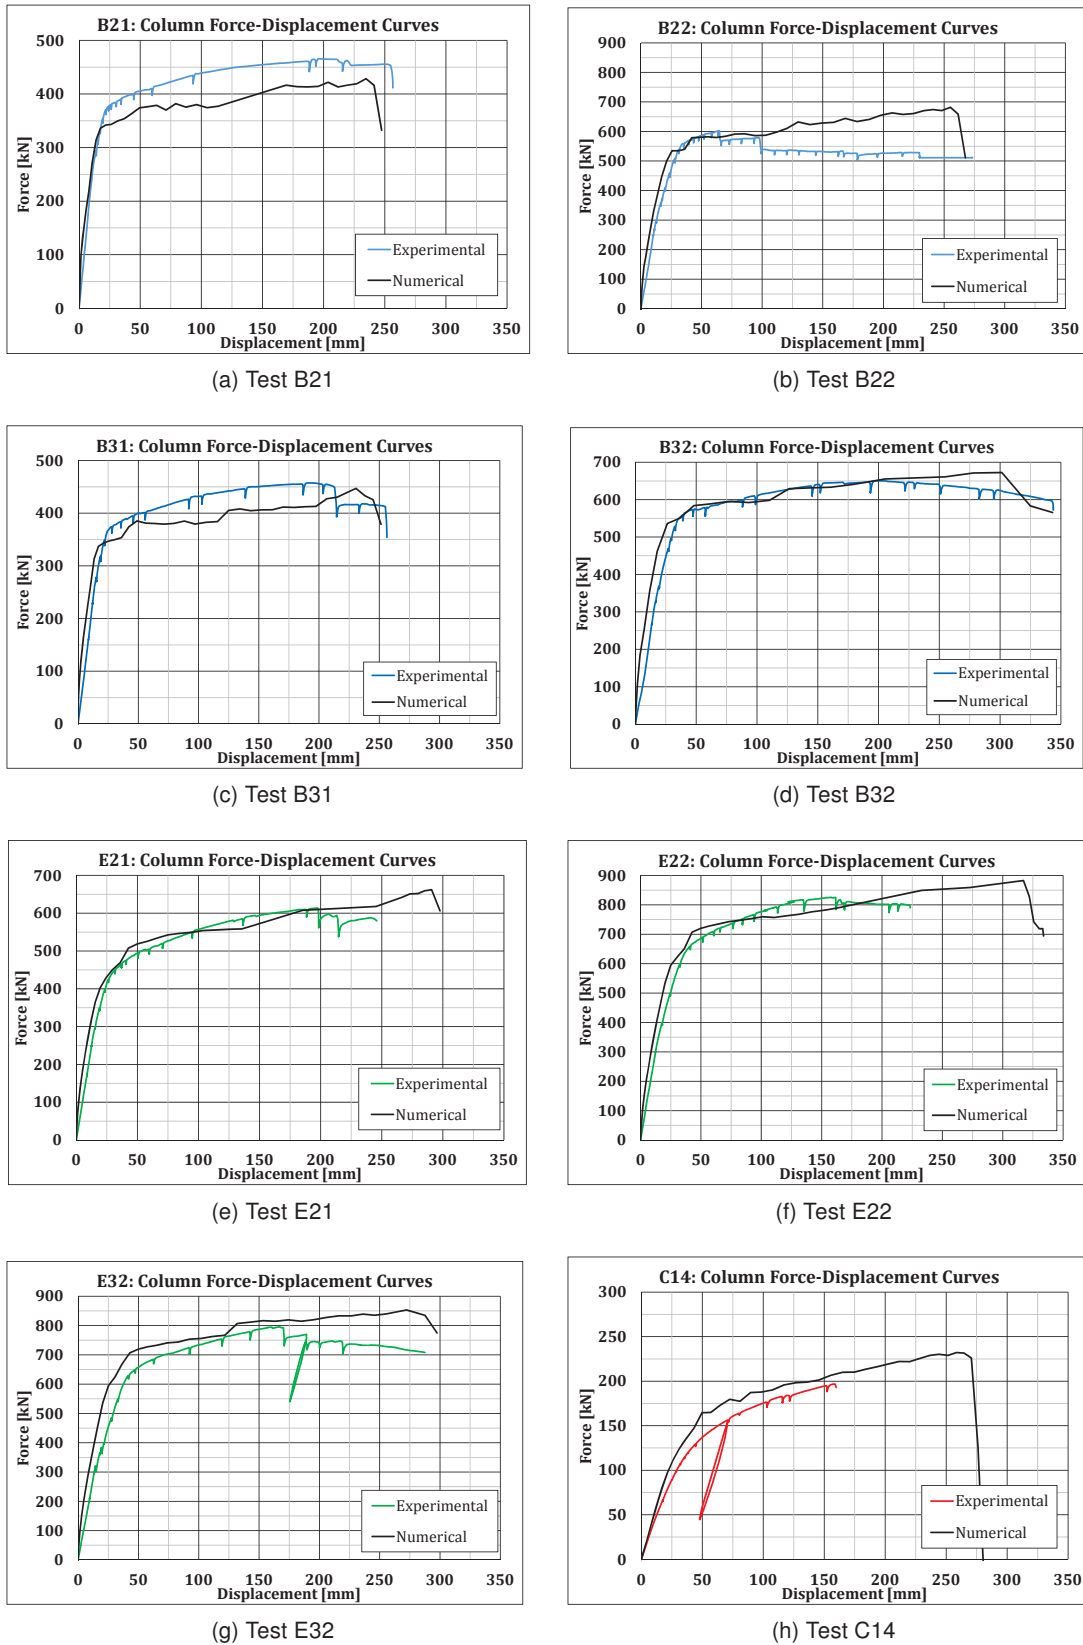 B21: Column Force-Displacement Curves
Force [kN]
500
400
300
200
100
0
Experimental
Numerical
0 50 100 150 200 250 300 350
Displacement [mm]
(a) Test B21
B22: Column Force-Displacement Curves
Force [kN]
900
800
700
600
500
400
300
200
100
0
Experimental
Numerical
0 50 100 150 200 250 300 350
Displacement [mm]
(b) Test B22
B31: Column Force-Displacement Curves
Force [kN]
500
400
300
200
100
0
Experimental
Numerical
0 50 100 150 200 250 300 350
Displacement [mm]
(c) Test B31
B32: Column Force-Displacement Curves
Force [kN]
700
600
500
400
300
200
100
0
Experimental
Numerical
0 50 100 150 200 250 300 350
Displacement [mm]
(d) Test B32
E21: Column Force-Displacement Curves
Force [kN]
700
600
500
400
300
200
100
0
Experimental
Numerical
0 50 100 150 200 250 300 350
Displacement [mm]
(e) Test E21
E22: Column Force-Displacement Curves
Force [kN]
900
800
700
600
500
400
300
200
100
0
Experimental
Numerical
0 50 100 150 200 250 300 350
Displacement [mm]
(f) Test E22
E32: Column Force-Displacement Curves
Force [kN]
900
800
700
600
500
400
300
200
100
0
Experimental
Numerical
0 50 100 150 200 250 300 350
Displacement [mm]
(g) Test E32
C14: Column Force-Displacement Curves
Force [kN]
300
250
200
150
100
50
0
Experimental
Numerical
0 50 100 150 200 250 300 350
Displacement [mm]
(h) Test C14